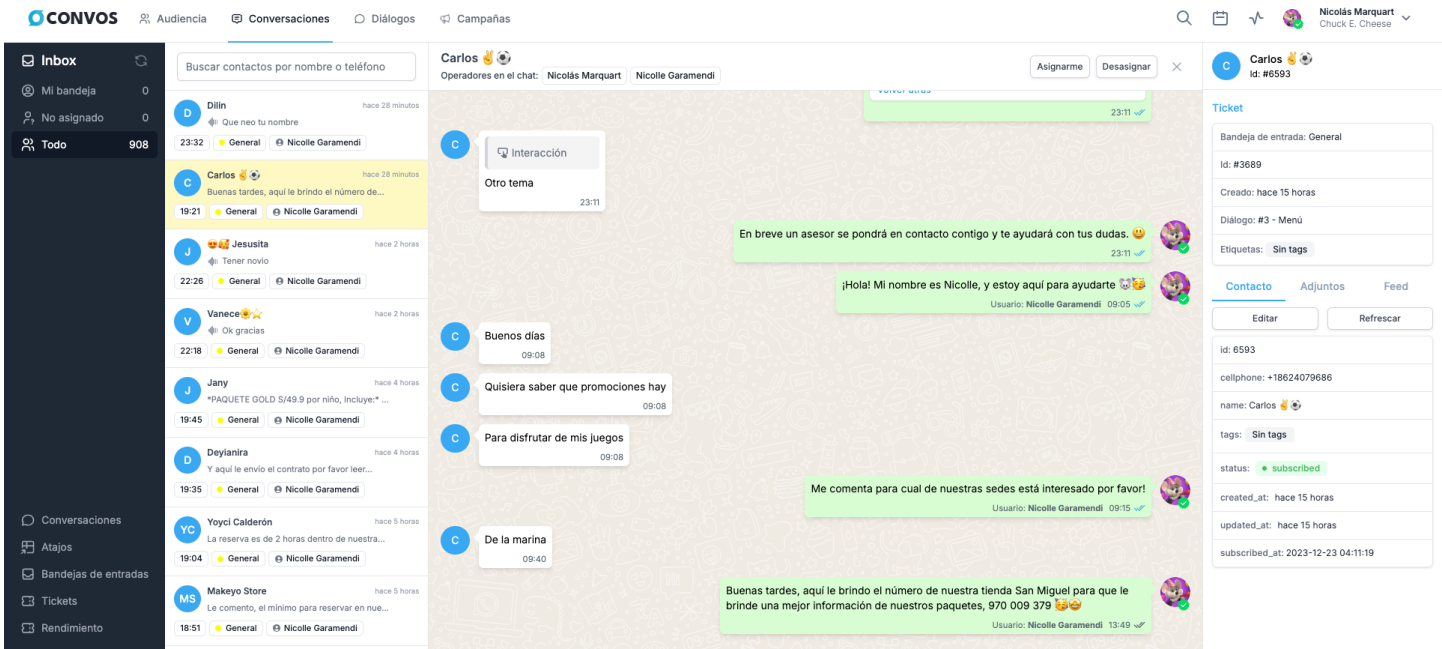 CONVOS
Audiencia
Conversaciones
Diálogos
Campañas
Nicolás Marquart
Chuck E. Cheese
Inbox
Mi bandeja 0
No asignado 0
Todo 908
Conversaciones
Atajos
Bandejas de entradas
Tickets
Rendimiento
Buscar contactos por nombre o teléfono
D
Dilin hace 28 minutos
Que neo tu nombre
23:32 General Nicolle Garamendi
C
Carlos ✌️⚽ hace 28 minutos
Buenas tardes, aquí le brindo el número de...
19:21 General Nicolle Garamendi
J
😍🥰 Jesusita hace 2 horas
Tener novio
22:26 General Nicolle Garamendi
V
Vanece🌼⭐ hace 2 horas
Ok gracias
22:18 General Nicolle Garamendi
J
Jany hace 4 horas
*PAQUETE GOLD S/49.9 por niño, Incluye:* ...
19:45 General Nicolle Garamendi
D
Deyianira hace 4 horas
Y aquí le envío el contrato por favor leer...
19:35 General Nicolle Garamendi
YC
Yoyci Calderón hace 5 horas
La reserva es de 2 horas dentro de nuestra...
19:04 General Nicolle Garamendi
MS
Makeyo Store hace 5 horas
Le comento, el mínimo para reservar en nue...
18:51 General Nicolle Garamendi
Carlos ✌️⚽
Operadores en el chat: Nicolás Marquart Nicolle Garamendi
Asignarme
Desasignar
Volver atrás
23:11
C
Interacción
Otro tema
23:11
En breve un asesor se pondrá en contacto contigo y te ayudará con tus dudas. 😃
23:11
¡Hola! Mi nombre es Nicolle, y estoy aquí para ayudarte 🐭🥳
Usuario: Nicolle Garamendi 09:05
C
Buenos días
09:08
C
Quisiera saber que promociones hay
09:08
C
Para disfrutar de mis juegos
09:08
Me comenta para cual de nuestras sedes está interesado por favor!
Usuario: Nicolle Garamendi 09:15
C
De la marina
09:40
Buenas tardes, aquí le brindo el número de nuestra tienda San Miguel para que le
brinde una mejor información de nuestros paquetes, 970 009 379 🥳🤩
Usuario: Nicolle Garamendi 13:49
C
Carlos ✌️⚽
Id: #6593
Ticket
Bandeja de entrada: General
Id: #3689
Creado: hace 15 horas
Diálogo: #3 - Menú
Etiquetas: Sin tags
Contacto
Adjuntos
Feed
Editar
Refrescar
id: 6593
cellphone: +18624079686
name: Carlos ✌️⚽
tags: Sin tags
status: subscribed
created_at: hace 15 horas
updated_at: hace 15 horas
subscribed_at: 2023-12-23 04:11:19